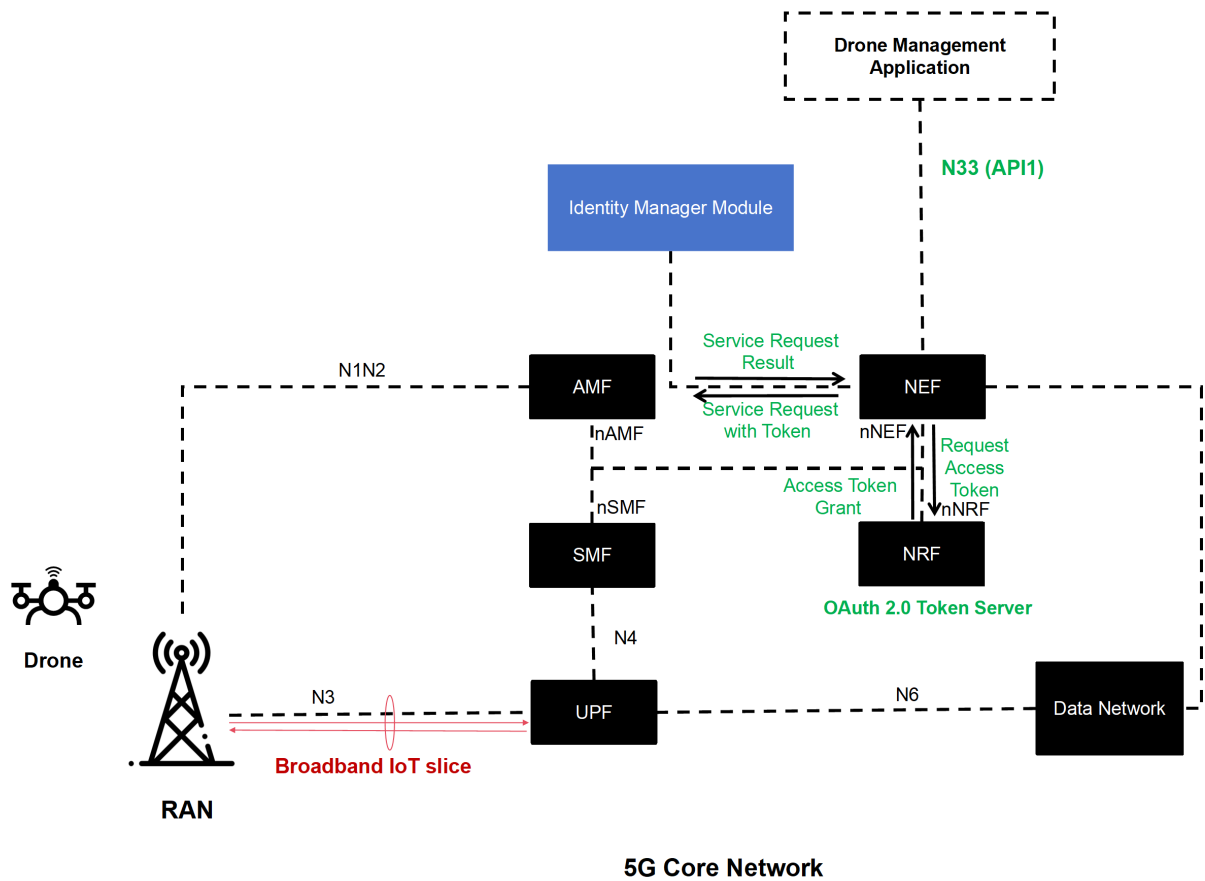 Drone Management
Application
N33 (API1)
Identity Manager Module
Service Request
Result
N1N2
AMF
NEF
Service Request
with Token
nAMF
nNEF
Request
Access
Token
Access Token
Grant
nSMF
nNRF
SMF
NRF
OAuth 2.0 Token Server
N4
Drone
N3
UPF
N6
Data Network
Broadband IoT slice
RAN
5G Core Network